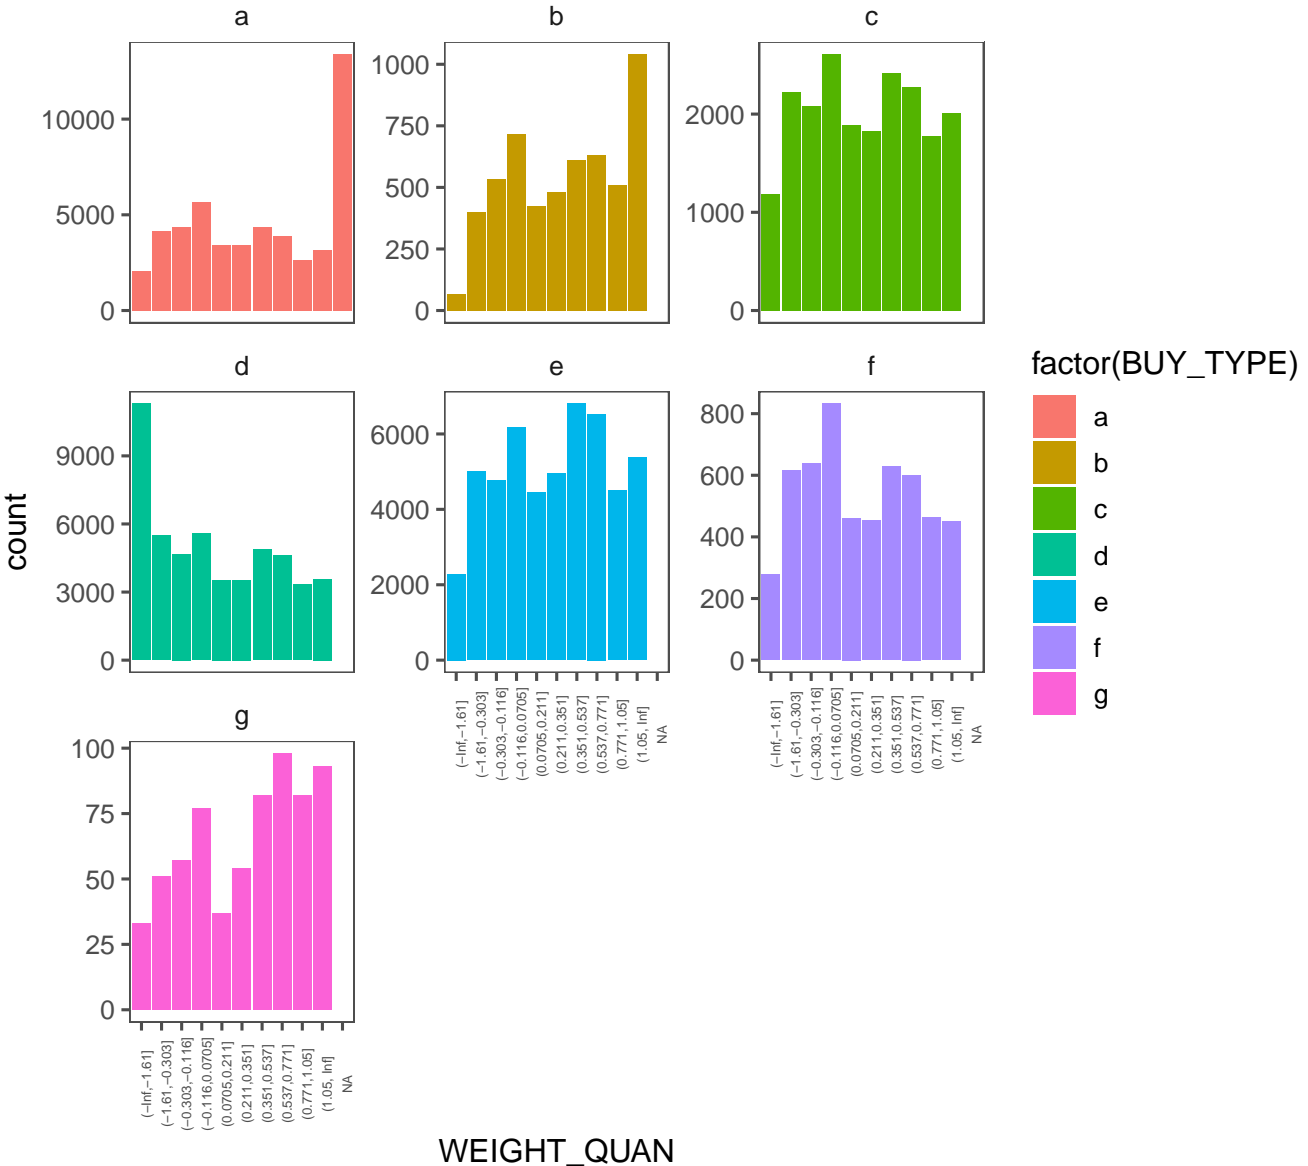 a
b
c
10000
5000
0
1000
750
500
250
0
2000
1000
0
d
e
f
9000
6000
3000
0
6000
4000
2000
0
800
600
400
200
0
count
(−Inf,−1.61]
(−1.61,−0.303]
(−0.303,−0.116]
(−0.116,0.0705]
(0.0705,0.211]
(0.211,0.351]
(0.351,0.537]
(0.537,0.771]
(0.771,1.05]
(1.05, Inf]
NA
(−Inf,−1.61]
(−1.61,−0.303]
(−0.303,−0.116]
(−0.116,0.0705]
(0.0705,0.211]
(0.211,0.351]
(0.351,0.537]
(0.537,0.771]
(0.771,1.05]
(1.05, Inf]
NA
g
100
75
50
25
0
(−Inf,−1.61]
(−1.61,−0.303]
(−0.303,−0.116]
(−0.116,0.0705]
(0.0705,0.211]
(0.211,0.351]
(0.351,0.537]
(0.537,0.771]
(0.771,1.05]
(1.05, Inf]
NA
WEIGHT_QUAN
factor(BUY_TYPE)
a
b
c
d
e
f
g